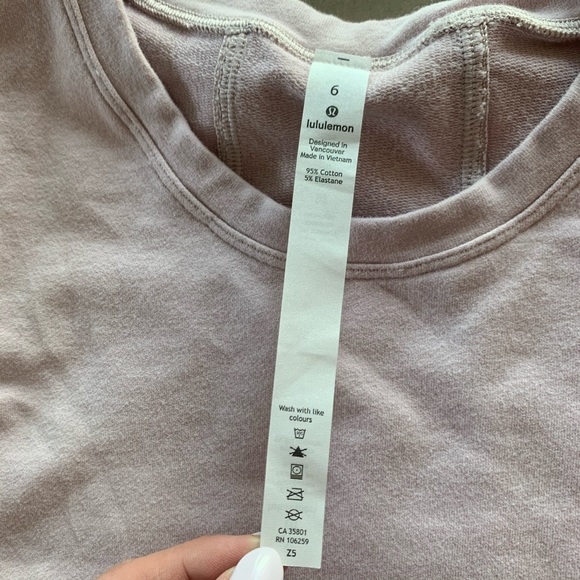 6
lululemon
Designed in
Vancouver
Made in Vietnam
95% Cotton
5% Elastane
Wash with like
colours
CA 35801
RN 106259
Z5